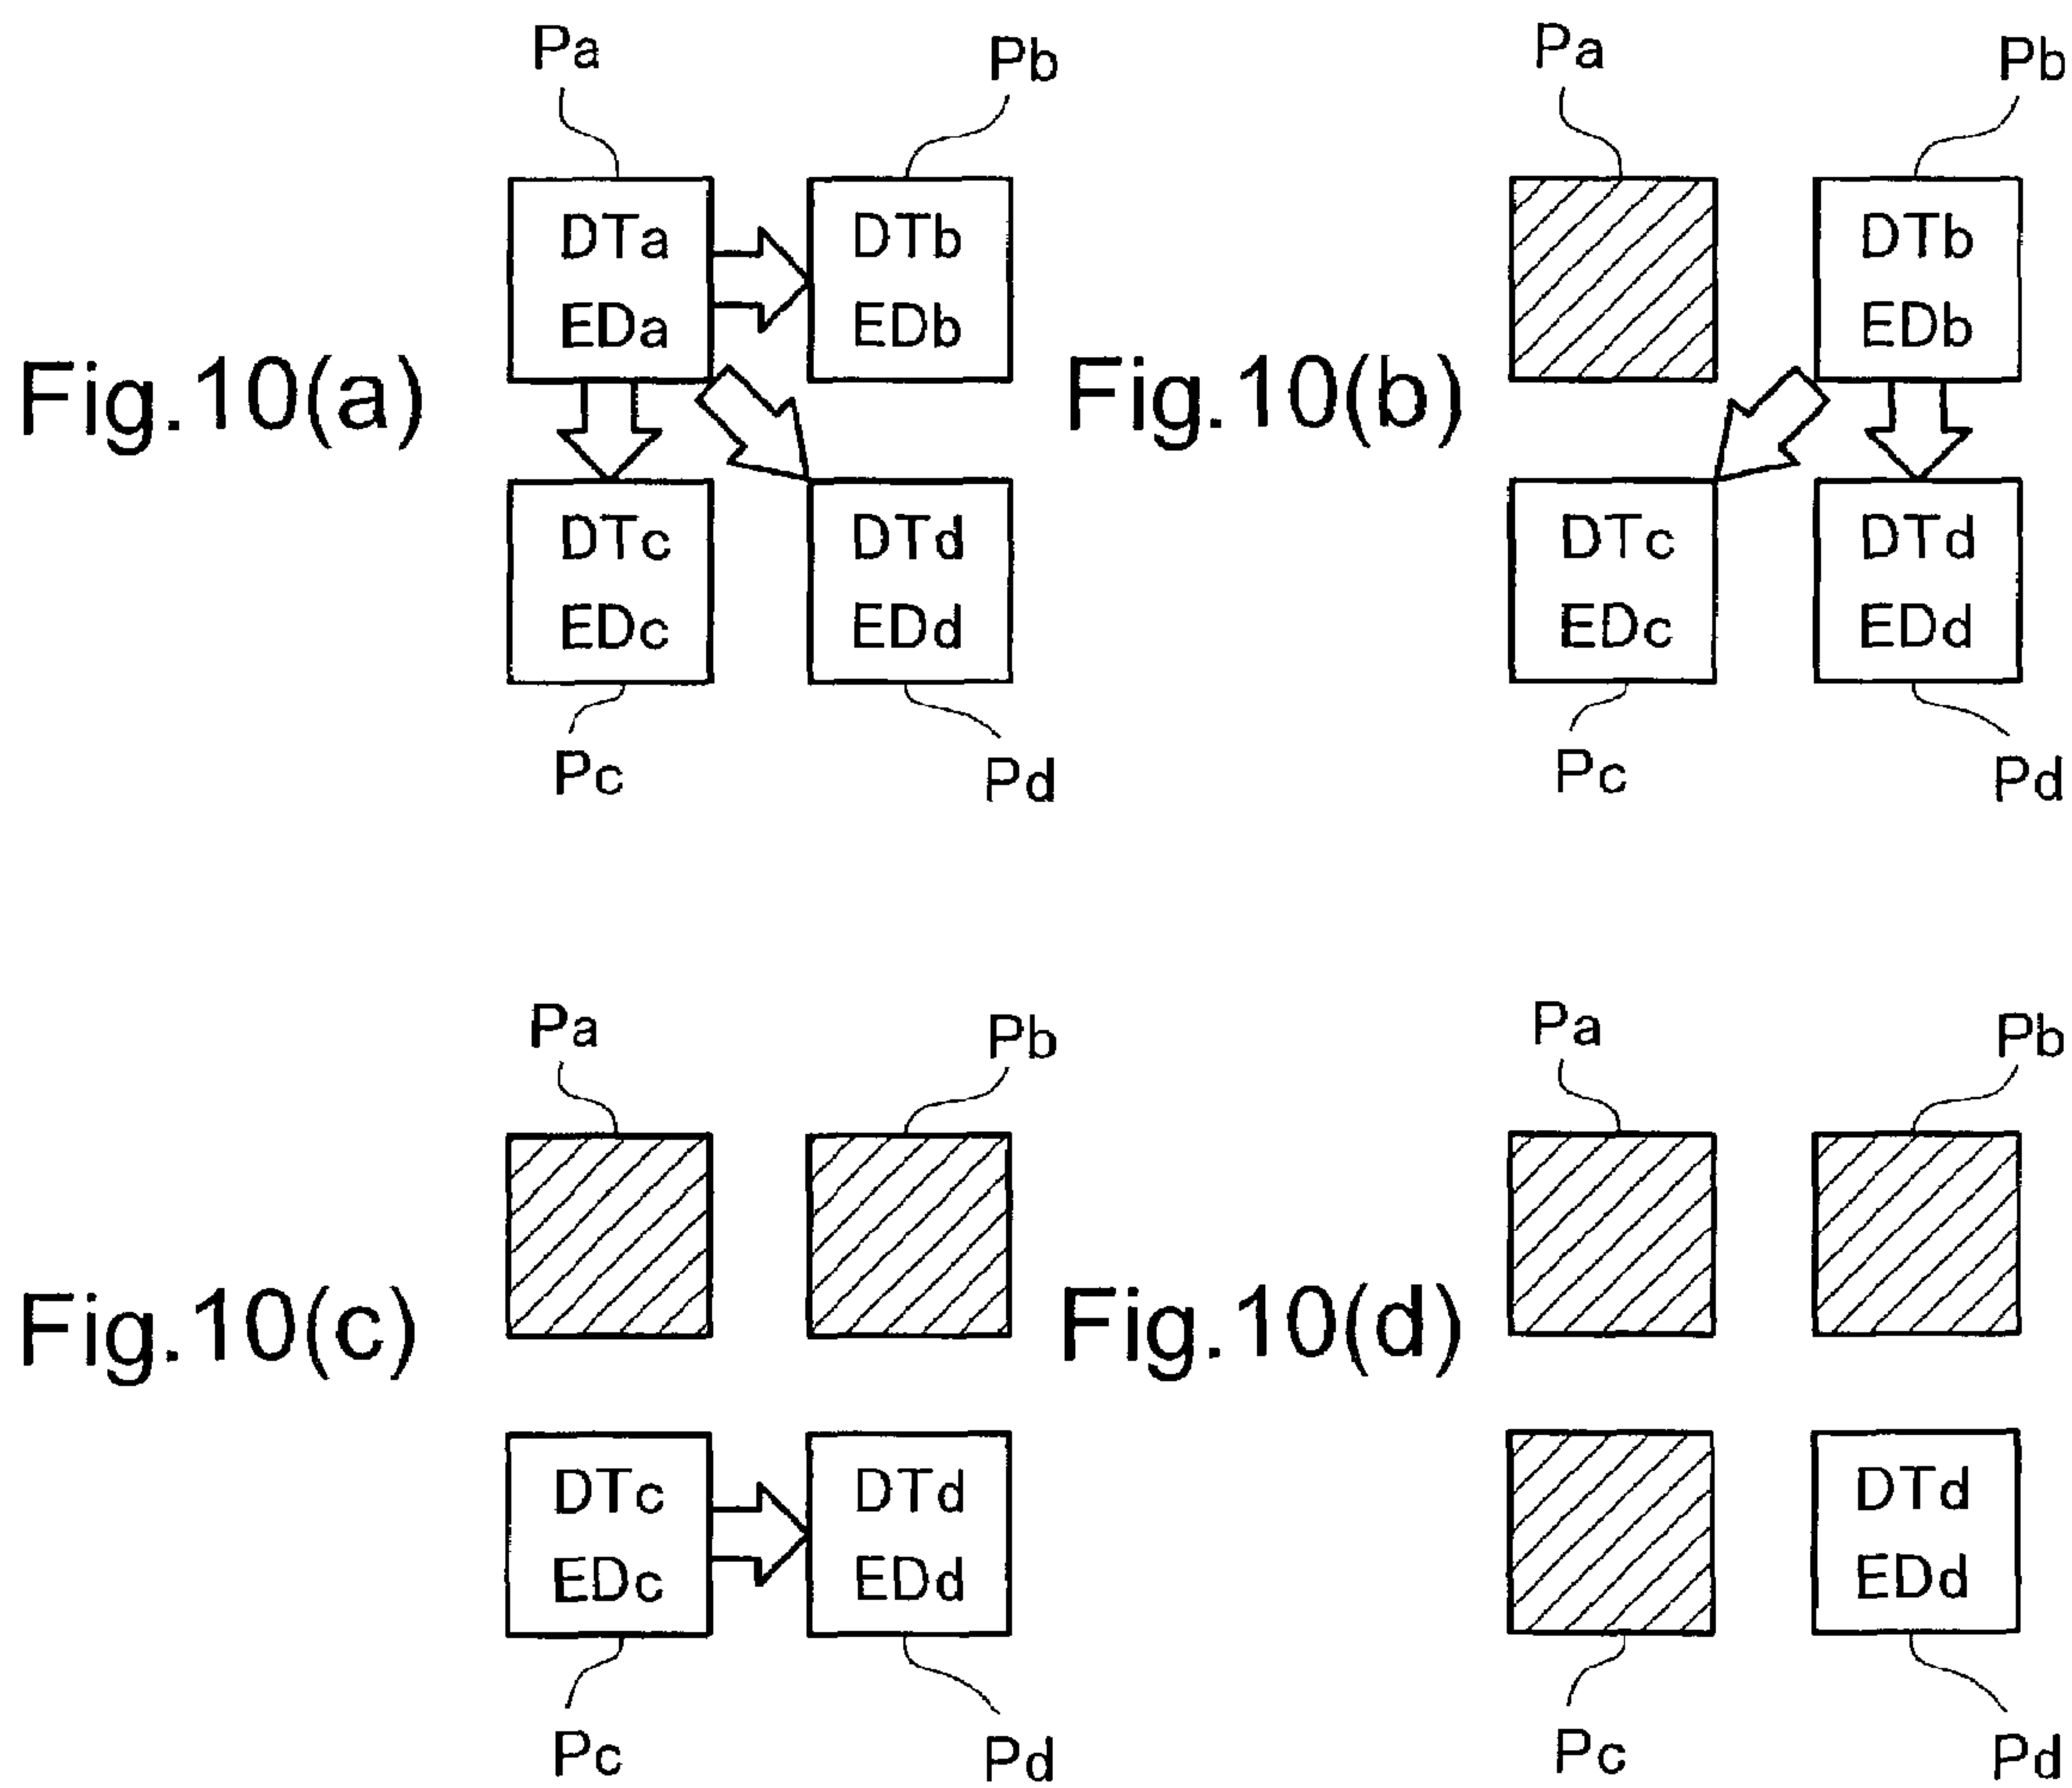 Pa Pb
DTa DTb
EDa EDb
Fig.10(a)
DTc DTd
EDc EDd
Pc Pd
Pa Pb
DTb
EDb
Fig.10(b)
DTc DTd
EDc EDd
Pc Pd
Pa Pb
Fig.10(c)
DTc DTd
EDc EDd
Pc Pd
Pa Pb
Fig.10(d)
DTd
EDd
Pc Pd